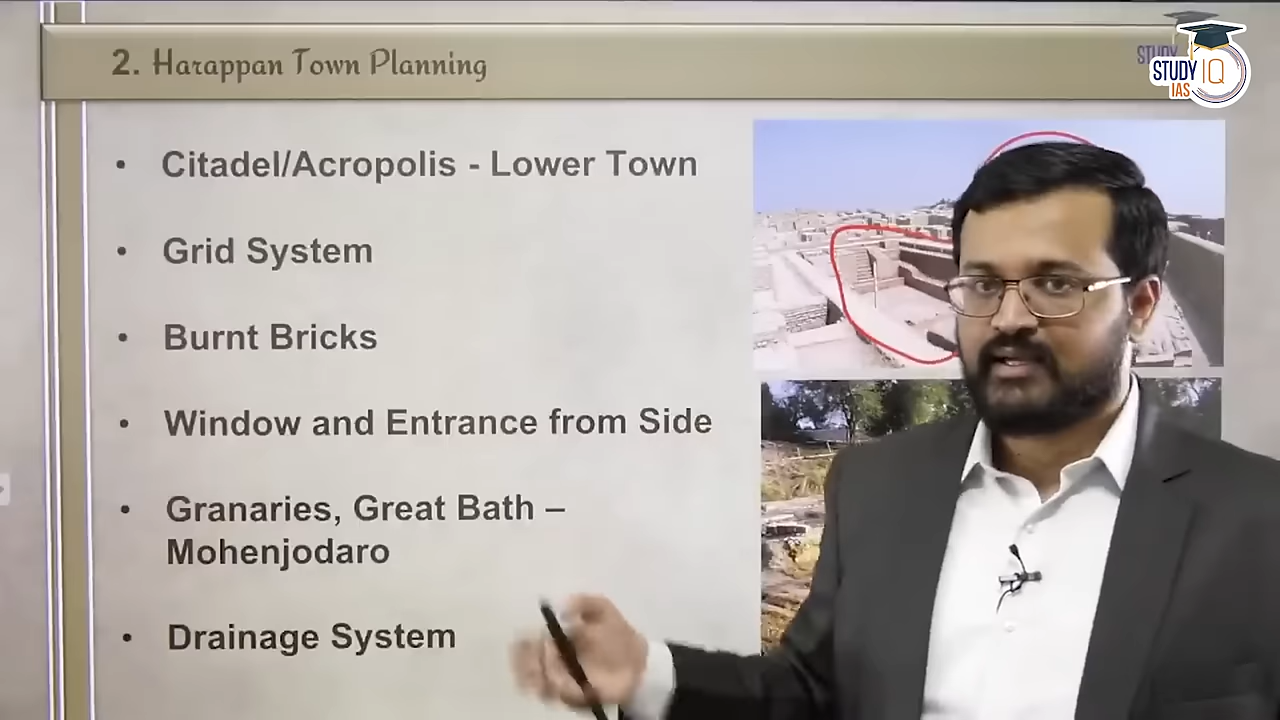 2. Harappan Town Planning
STUDY IQ
IAS
• Citadel/Acropolis - Lower Town
• Grid System
• Burnt Bricks
• Window and Entrance from Side
• Granaries, Great Bath –
Mohenjodaro
• Drainage System